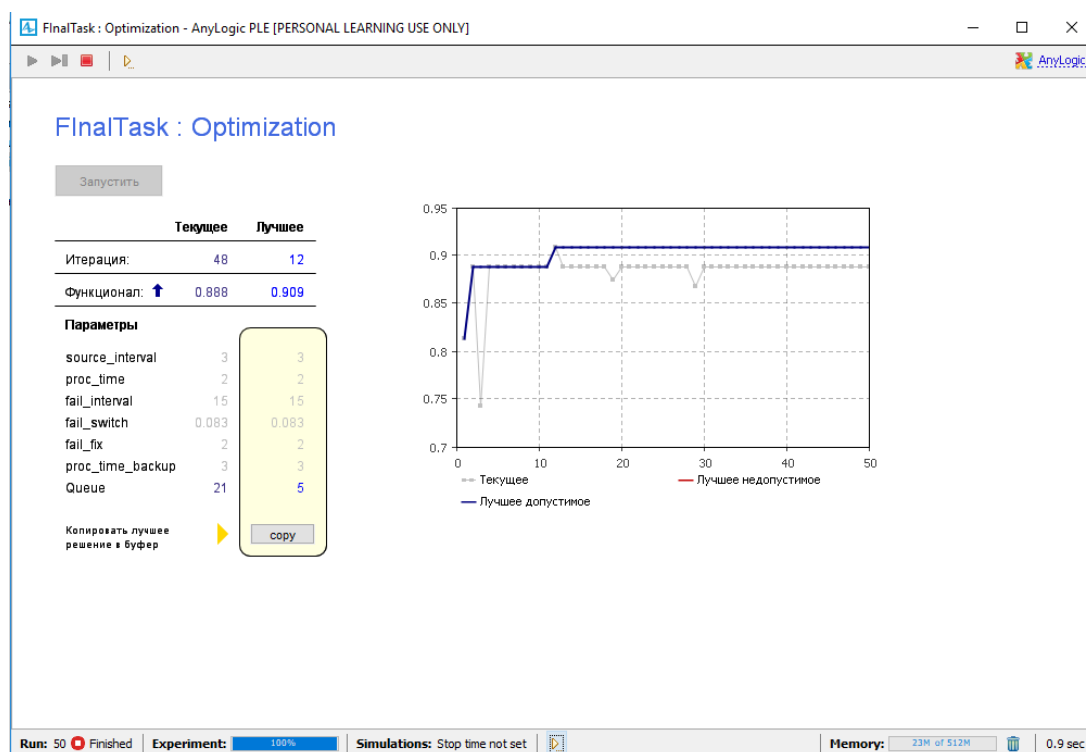 FInalTask : Optimization - AnyLogic PLE [PERSONAL LEARNING USE ONLY]
AnyLogic
FInalTask : Optimization
Запустить
Текущее Лучшее
Итерация: 48 12
Функционал: 0.888 0.909
Параметры
source_interval 3 3
proc_time 2 2
fail_interval 15 15
fail_switch 0.083 0.083
fail_fix 2 2
proc_time_backup 3 3
Queue 21 5
Копировать лучшее
решение в буфер
copy
0.95
0.9
0.85
0.8
0.75
0.7
0 10 20 30 40 50
Текущее Лучшее недопустимое
Лучшее допустимое
Run: 50 Finished Experiment: 100% Simulations: Stop time not set Memory: 23M of 512M 0.9 sec